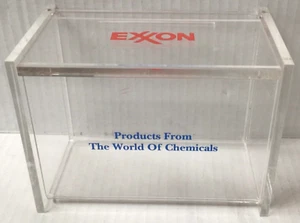 EXXON
Products From
The World Of Chemicals